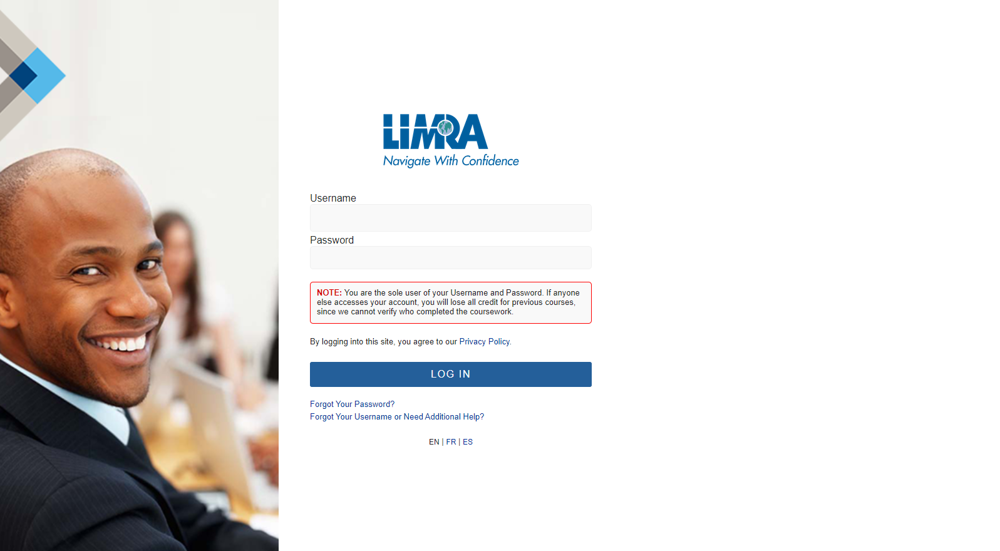 LIMRA
Navigate With Confidence
Username
Password
NOTE: You are the sole user of your Username and Password. If anyone
else accesses your account, you will lose all credit for previous courses,
since we cannot verify who completed the coursework.
By logging into this site, you agree to our Privacy Policy.
LOG IN
Forgot Your Password?
Forgot Your Username or Need Additional Help?
EN | FR | ES